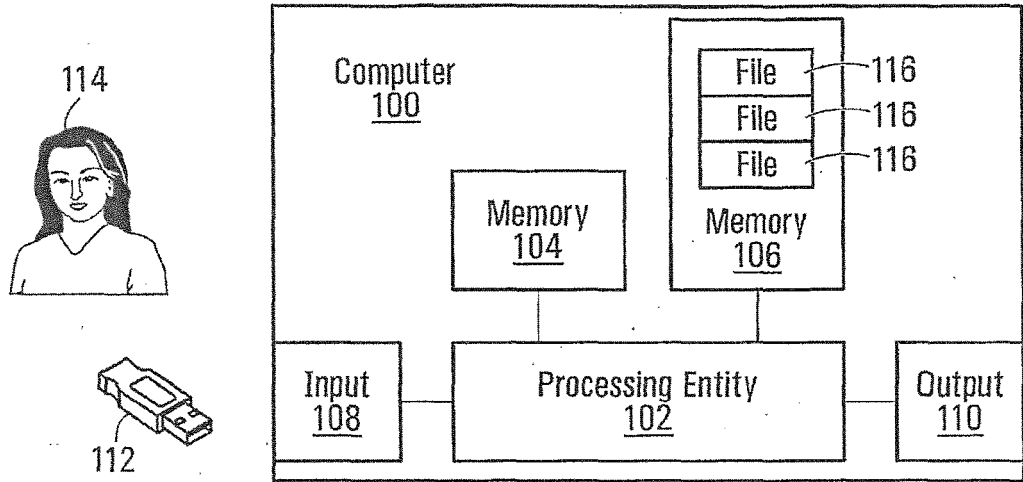 114
112
Computer
100
Memory
104
File
116
File
116
File
116
Memory
106
Input
108
Processing Entity
102
Output
110